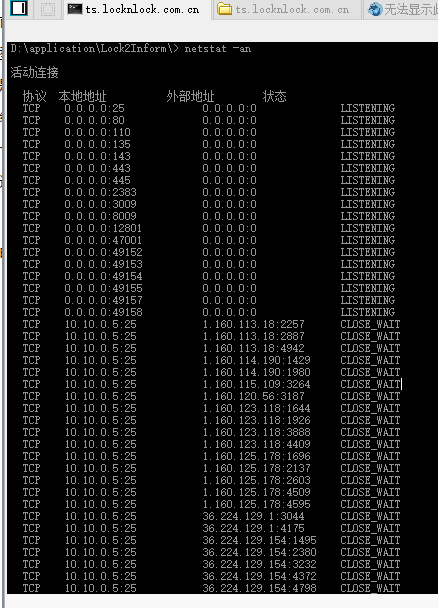 ts.locknlock.com.cn
ts.locknlock.com.cn
无法显示此
D:\application\Lock2Inform\> netstat -an
活动连接
协议 本地地址 外部地址 状态
TCP 0.0.0.0:25 0.0.0.0:0 LISTENING
TCP 0.0.0.0:80 0.0.0.0:0 LISTENING
TCP 0.0.0.0:110 0.0.0.0:0 LISTENING
TCP 0.0.0.0:135 0.0.0.0:0 LISTENING
TCP 0.0.0.0:143 0.0.0.0:0 LISTENING
TCP 0.0.0.0:443 0.0.0.0:0 LISTENING
TCP 0.0.0.0:445 0.0.0.0:0 LISTENING
TCP 0.0.0.0:2383 0.0.0.0:0 LISTENING
TCP 0.0.0.0:3009 0.0.0.0:0 LISTENING
TCP 0.0.0.0:8009 0.0.0.0:0 LISTENING
TCP 0.0.0.0:12801 0.0.0.0:0 LISTENING
TCP 0.0.0.0:47001 0.0.0.0:0 LISTENING
TCP 0.0.0.0:49152 0.0.0.0:0 LISTENING
TCP 0.0.0.0:49153 0.0.0.0:0 LISTENING
TCP 0.0.0.0:49154 0.0.0.0:0 LISTENING
TCP 0.0.0.0:49155 0.0.0.0:0 LISTENING
TCP 0.0.0.0:49157 0.0.0.0:0 LISTENING
TCP 0.0.0.0:49158 0.0.0.0:0 LISTENING
TCP 10.10.0.5:25 1.160.113.18:2257 CLOSE_WAIT
TCP 10.10.0.5:25 1.160.113.18:2887 CLOSE_WAIT
TCP 10.10.0.5:25 1.160.113.18:4942 CLOSE_WAIT
TCP 10.10.0.5:25 1.160.114.190:1429 CLOSE_WAIT
TCP 10.10.0.5:25 1.160.114.190:1980 CLOSE_WAIT
TCP 10.10.0.5:25 1.160.115.109:3264 CLOSE_WAIT
TCP 10.10.0.5:25 1.160.120.56:3187 CLOSE_WAIT
TCP 10.10.0.5:25 1.160.123.118:1644 CLOSE_WAIT
TCP 10.10.0.5:25 1.160.123.118:1926 CLOSE_WAIT
TCP 10.10.0.5:25 1.160.123.118:3888 CLOSE_WAIT
TCP 10.10.0.5:25 1.160.123.118:4409 CLOSE_WAIT
TCP 10.10.0.5:25 1.160.125.178:1696 CLOSE_WAIT
TCP 10.10.0.5:25 1.160.125.178:2137 CLOSE_WAIT
TCP 10.10.0.5:25 1.160.125.178:2603 CLOSE_WAIT
TCP 10.10.0.5:25 1.160.125.178:4509 CLOSE_WAIT
TCP 10.10.0.5:25 1.160.125.178:4595 CLOSE_WAIT
TCP 10.10.0.5:25 36.224.129.1:3044 CLOSE_WAIT
TCP 10.10.0.5:25 36.224.129.1:4175 CLOSE_WAIT
TCP 10.10.0.5:25 36.224.129.154:1495 CLOSE_WAIT
TCP 10.10.0.5:25 36.224.129.154:2380 CLOSE_WAIT
TCP 10.10.0.5:25 36.224.129.154:3232 CLOSE_WAIT
TCP 10.10.0.5:25 36.224.129.154:4372 CLOSE_WAIT
TCP 10.10.0.5:25 36.224.129.154:4798 CLOSE_WAIT